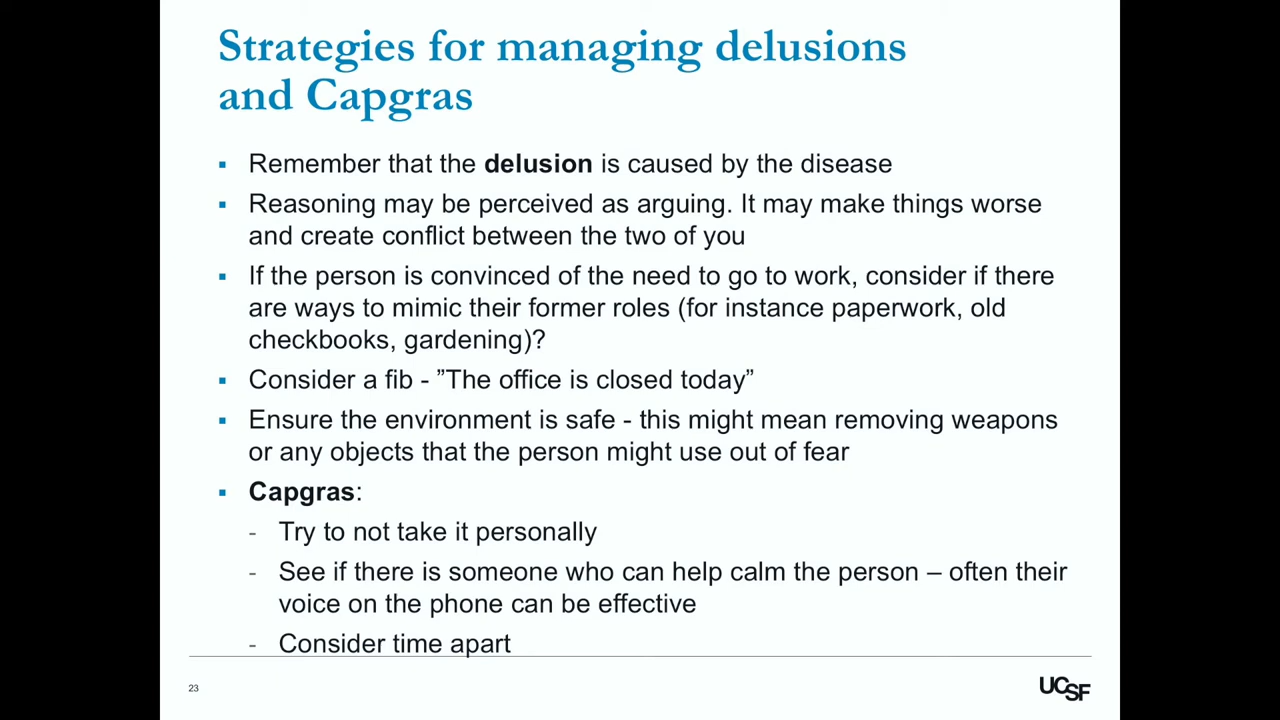 Strategies for managing delusions
and Capgras
▪ Remember that the delusion is caused by the disease
▪ Reasoning may be perceived as arguing. It may make things worse
and create conflict between the two of you
▪ If the person is convinced of the need to go to work, consider if there
are ways to mimic their former roles (for instance paperwork, old
checkbooks, gardening)?
▪ Consider a fib - ”The office is closed today”
▪ Ensure the environment is safe - this might mean removing weapons
or any objects that the person might use out of fear
▪ Capgras:
- Try to not take it personally
- See if there is someone who can help calm the person – often their
voice on the phone can be effective
- Consider time apart
23
UCSF